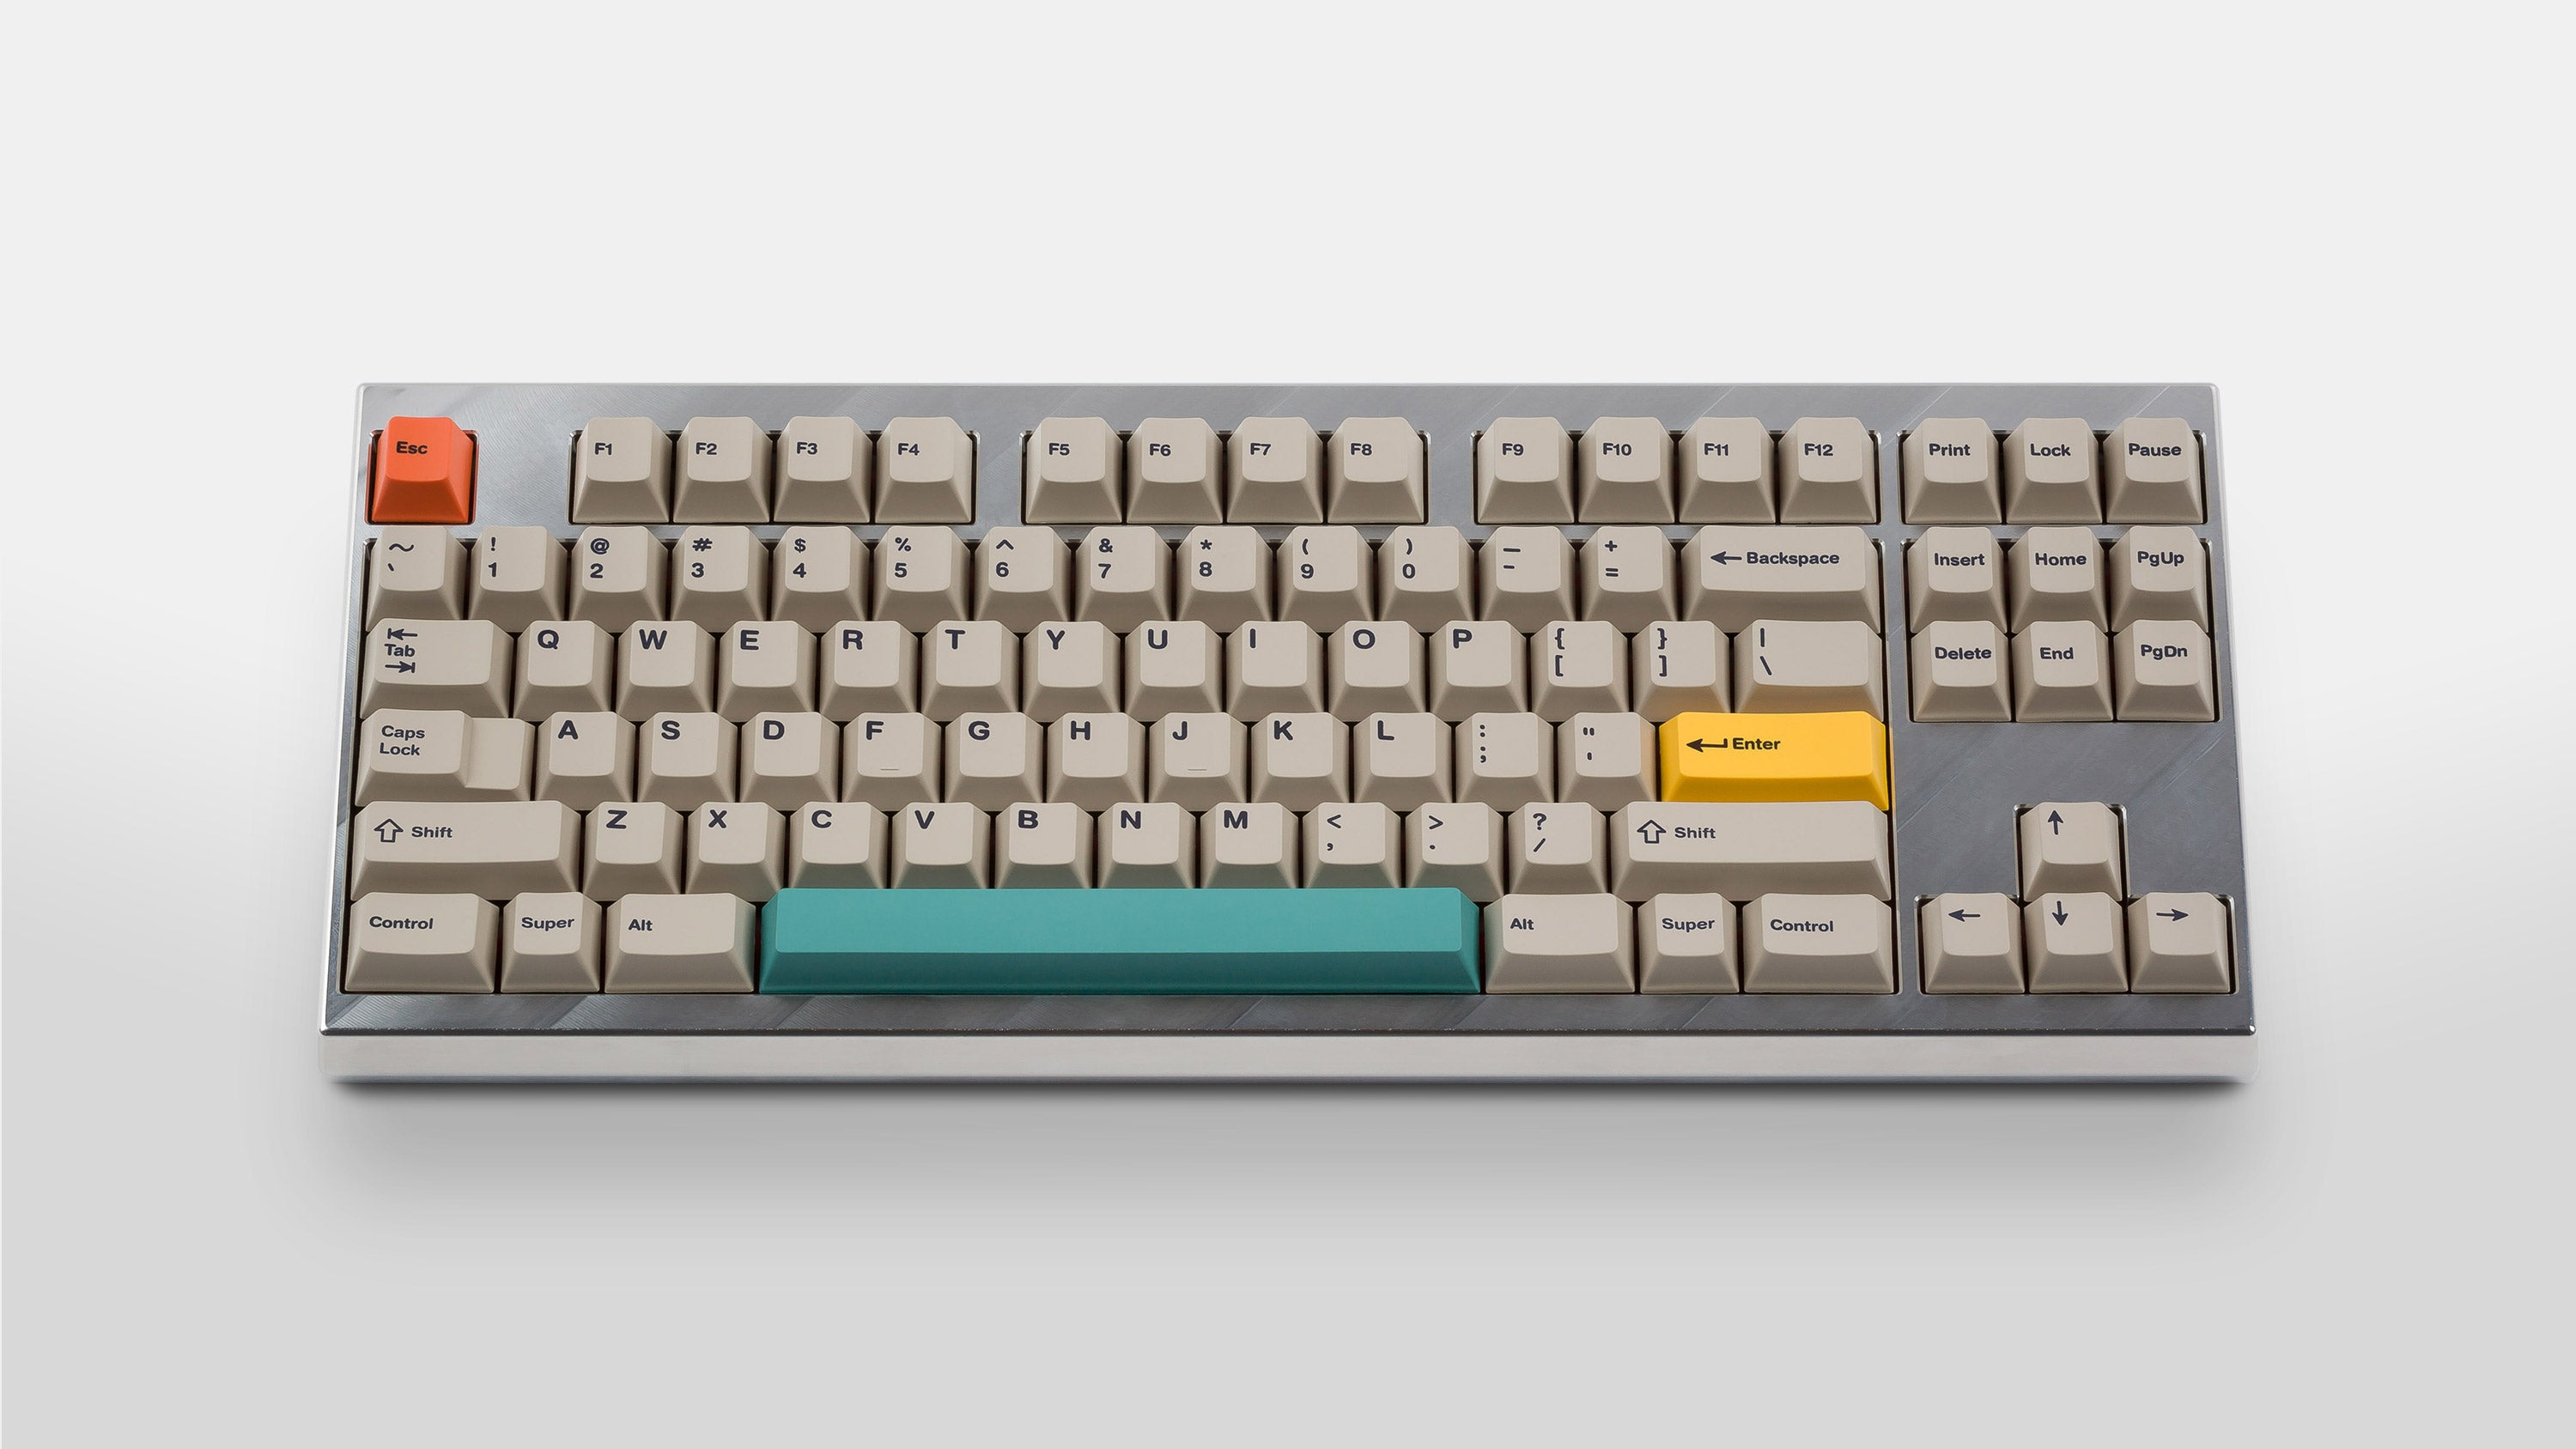 Esc F1 F2 F3 F4 F5 F6 F7 F8 F9 F10 F11 F12 Print Lock Pause
~ ! @ # $ % ^ & * ( ) _ +
` 1 2 3 4 5 6 7 8 9 0 - = ← Backspace Insert Home PgUp
⇤ Tab ⇥ Q W E R T Y U I O P { } |
[ ] \ Delete End PgDn
Caps
Lock A S D F G H J K L : "
; ' ↵ Enter
⇧ Shift Z X C V B N M < > ?
, . / ⇧ Shift ↑
Control Super Alt Alt Super Control ← ↓ →